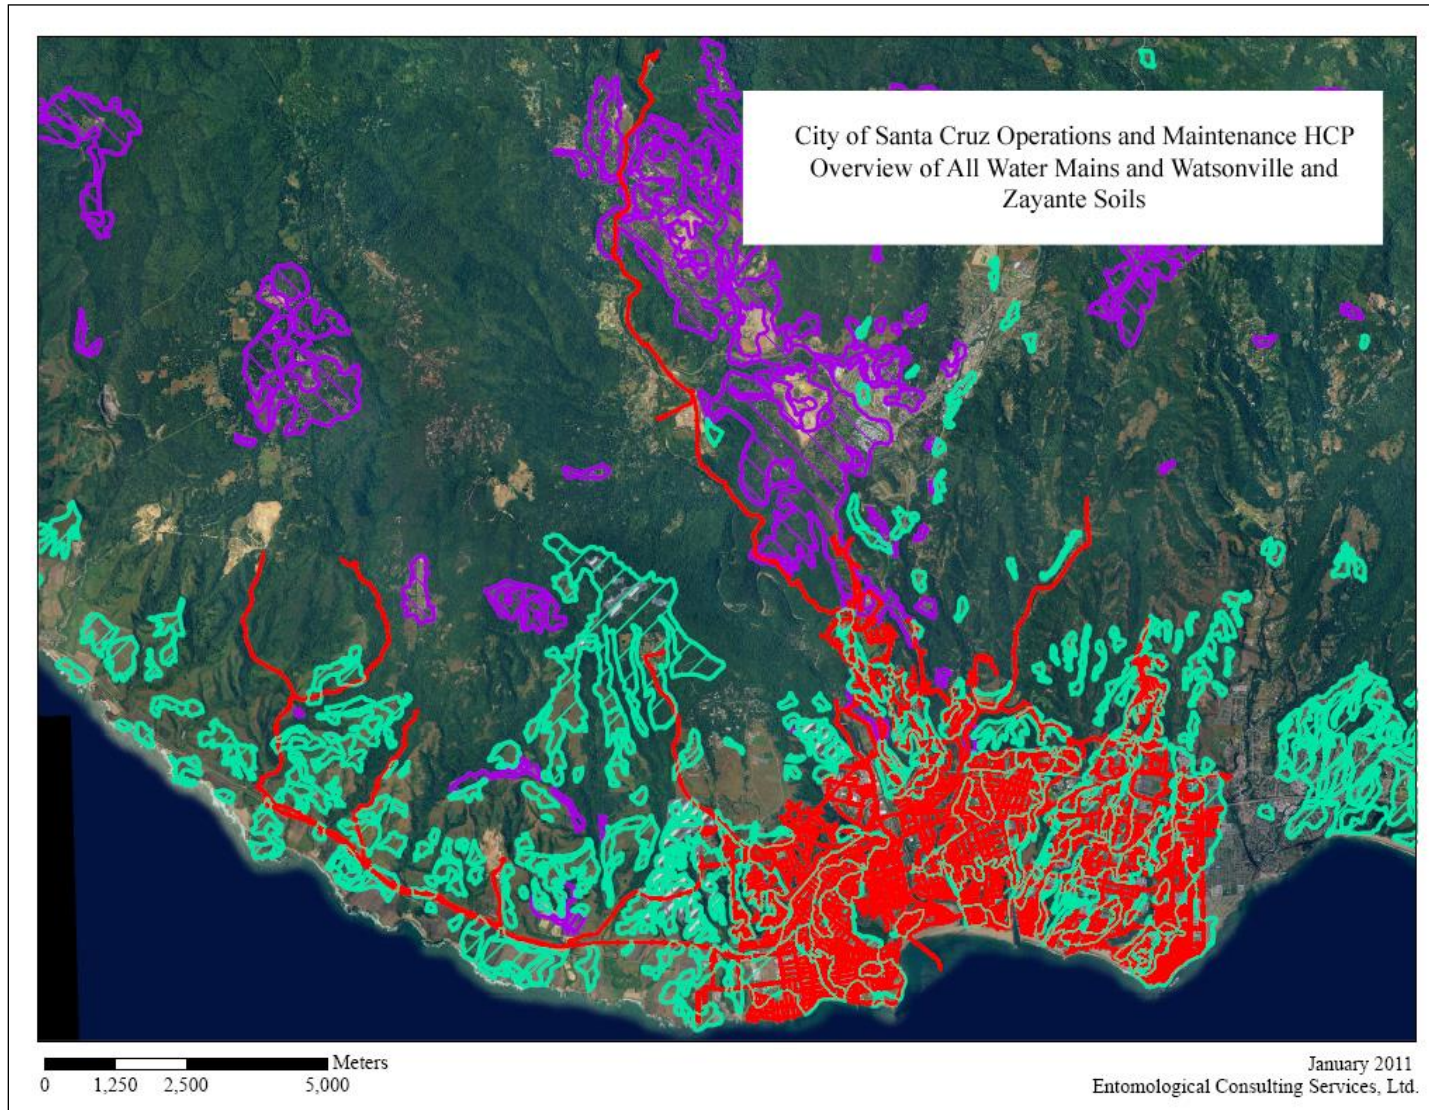 City of Santa Cruz Operations and Maintenance HCP
Overview of All Water Mains and Watsonville and
Zayante Soils
Meters
0 1,250 2,500 5,000
January 2011
Entomological Consulting Services, Ltd.